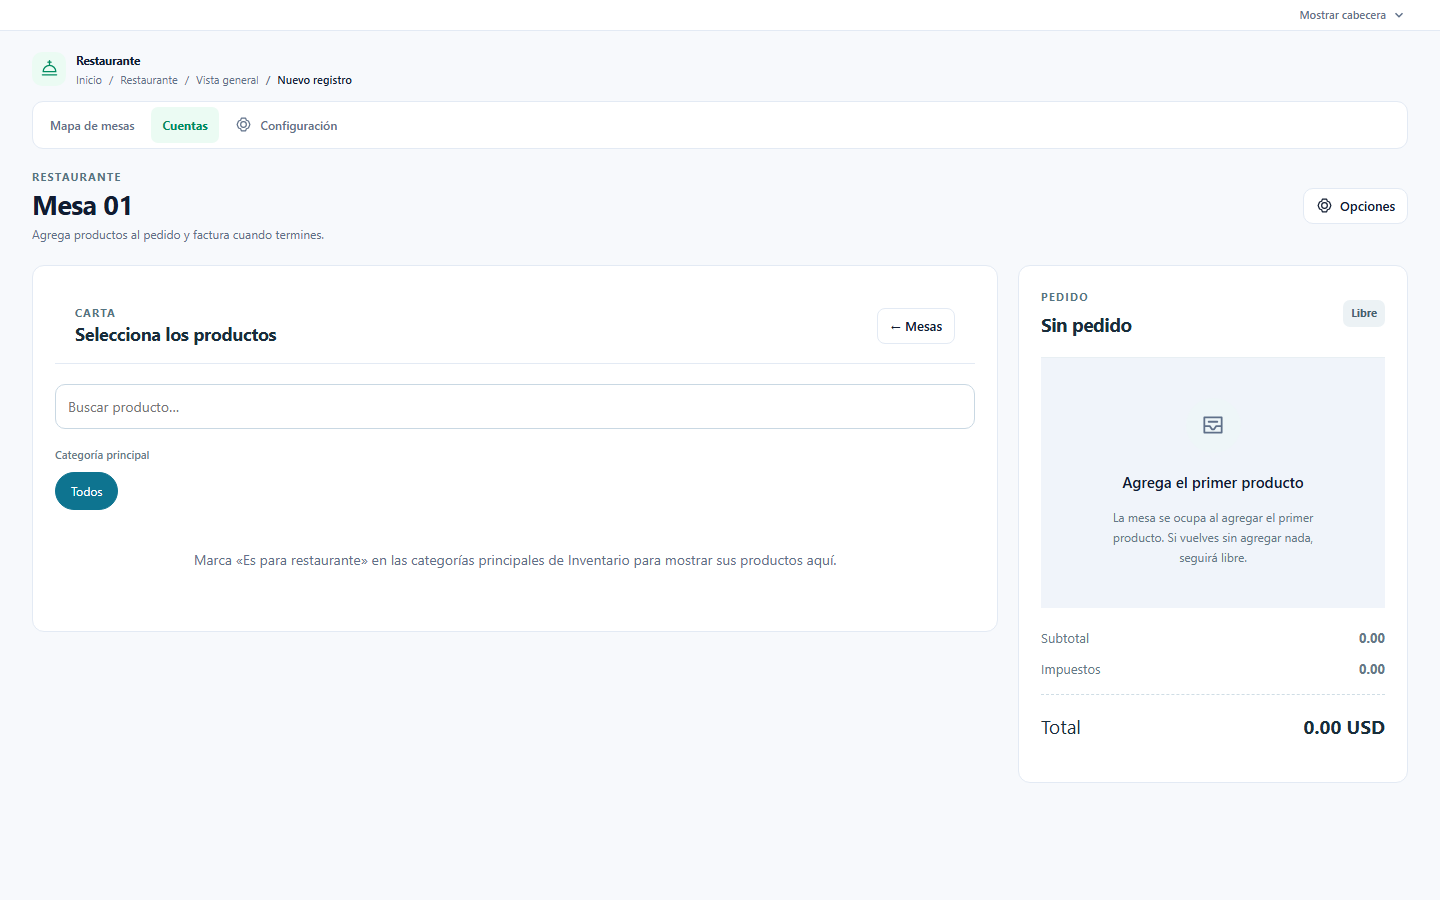 Mostrar cabecera
Restaurante
Inicio / Restaurante / Vista general / Nuevo registro
Mapa de mesas
Cuentas
Configuración
RESTAURANTE
Mesa 01
Agrega productos al pedido y factura cuando termines.
Opciones
CARTA
Selecciona los productos
← Mesas
Buscar producto...
Categoría principal
Todos
Marca «Es para restaurante» en las categorías principales de Inventario para mostrar sus productos aquí.
PEDIDO
Sin pedido
Libre
Agrega el primer producto
La mesa se ocupa al agregar el primer
producto. Si vuelves sin agregar nada,
seguirá libre.
Subtotal 0.00
Impuestos 0.00
Total 0.00 USD